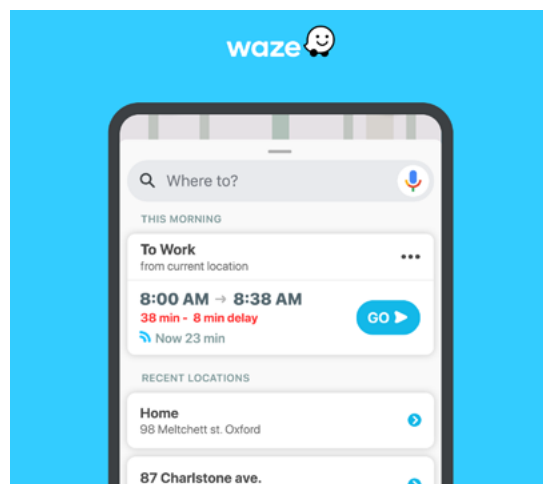 waze
Where to?
THIS MORNING
To Work
from current location
8:00 AM → 8:38 AM
38 min - 8 min delay
Now 23 min
GO
RECENT LOCATIONS
Home
98 Meltchett st. Oxford
87 Charlstone ave.